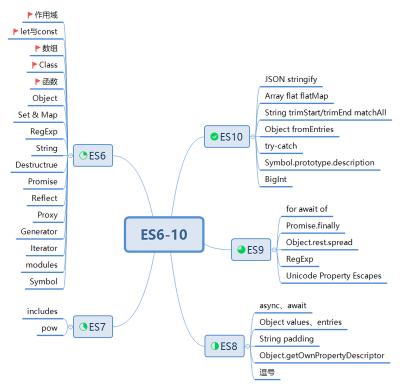 作用域
let与const
数组
Class
函数
Object
Set & Map
RegExp
String
Destructrue
Promise
Reflect
Proxy
Generator
Iterator
modules
Symbol
ES6
includes
pow
ES7
ES6-10
ES10
JSON stringify
Array flat flatMap
String trimStart/trimEnd matchAll
Object fromEntries
try-catch
Symbol.prototype.description
BigInt
ES9
for await of
Promise.finally
Object.rest.spread
RegExp
Unicode Property Escapes
ES8
async、await
Object values、entries
String padding
Object.getOwnPropertyDescriptor
逗号